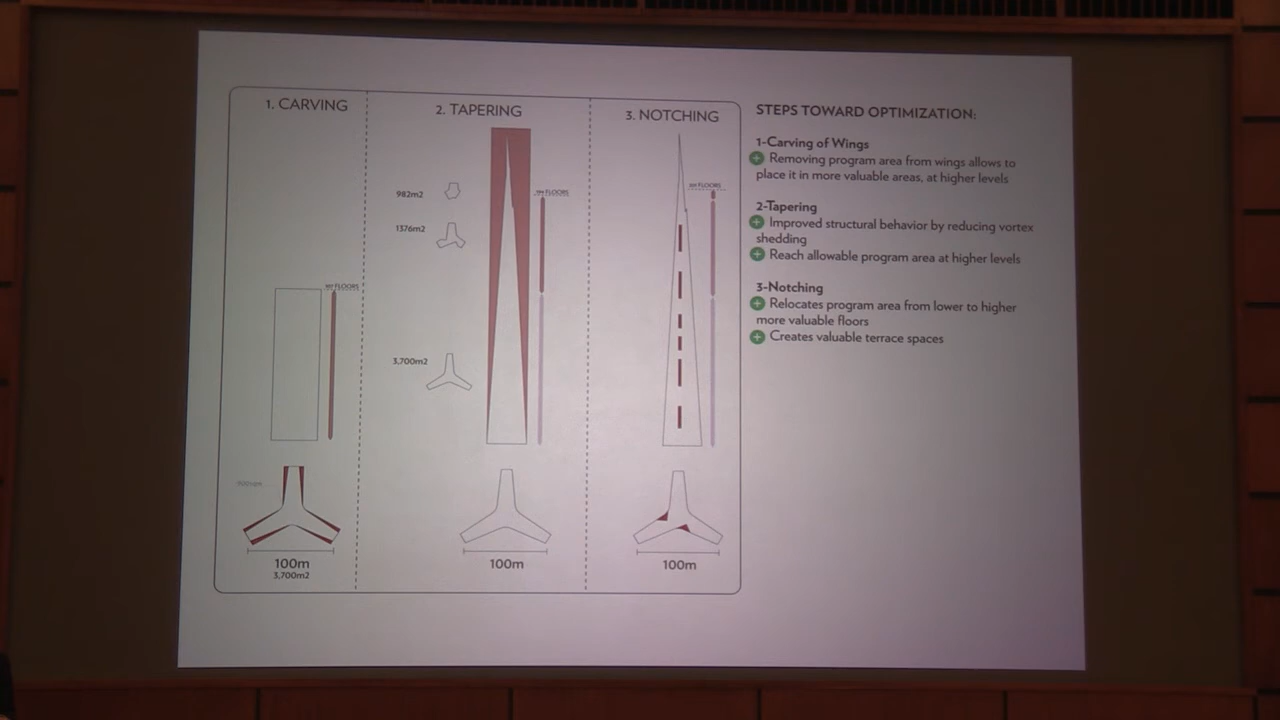 1. CARVING
FLOORS
100m
3,700m2
2. TAPERING
982m2
FLOORS
1376m2
3,700m2
100m
3. NOTCHING
FLOORS
100m
STEPS TOWARD OPTIMIZATION:
1-Carving of Wings
+ Removing program area from wings allows to
place it in more valuable areas, at higher levels
2-Tapering
+ Improved structural behavior by reducing vortex
shedding
+ Reach allowable program area at higher levels
3-Notching
+ Relocates program area from lower to higher
more valuable floors
+ Creates valuable terrace spaces